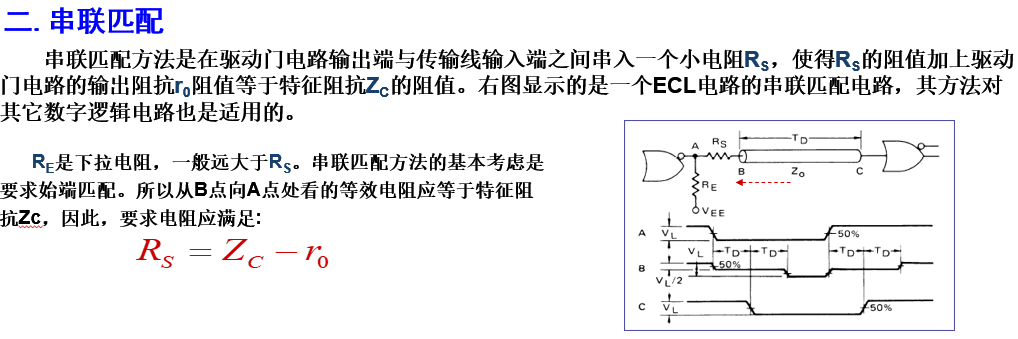 二. 串联匹配
串联匹配方法是在驱动门电路输出端与传输线输入端之间串入一个小电阻RS，使得RS的阻值加上驱动
门电路的输出阻抗r0阻值等于特征阻抗ZC的阻值。右图显示的是一个ECL电路的串联匹配电路，其方法对
其它数字逻辑电路也是适用的。
RE是下拉电阻，一般远大于RS。串联匹配方法的基本考虑是
要求始端匹配。所以从B点向A点处看的等效电阻应等于特征阻
抗Zc，因此，要求电阻应满足:
RS = ZC − r0
TD
A RS
B Zo C
RE
VEE
A VL 50%
VL TD TD TD TD
B 50%
VL/2
C VL 50%